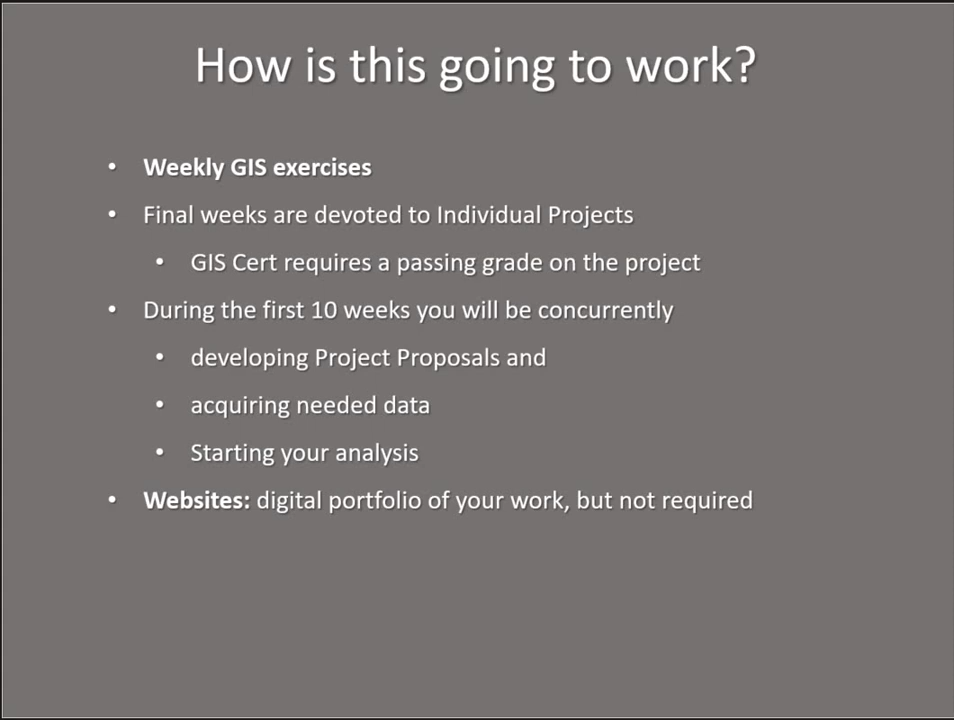 How is this going to work?
• Weekly GIS exercises
• Final weeks are devoted to Individual Projects
• GIS Cert requires a passing grade on the project
• During the first 10 weeks you will be concurrently
• developing Project Proposals and
• acquiring needed data
• Starting your analysis
• Websites: digital portfolio of your work, but not required